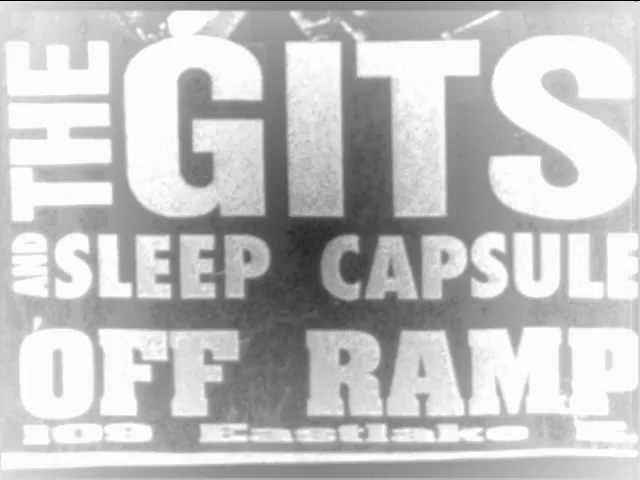 THE GITS
AND SLEEP CAPSULE
OFF RAMP
109 Eastlake E.